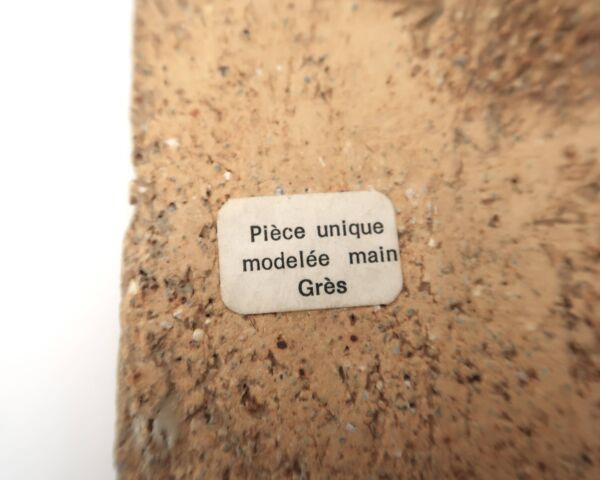 Pièce unique
modelée main
Grès